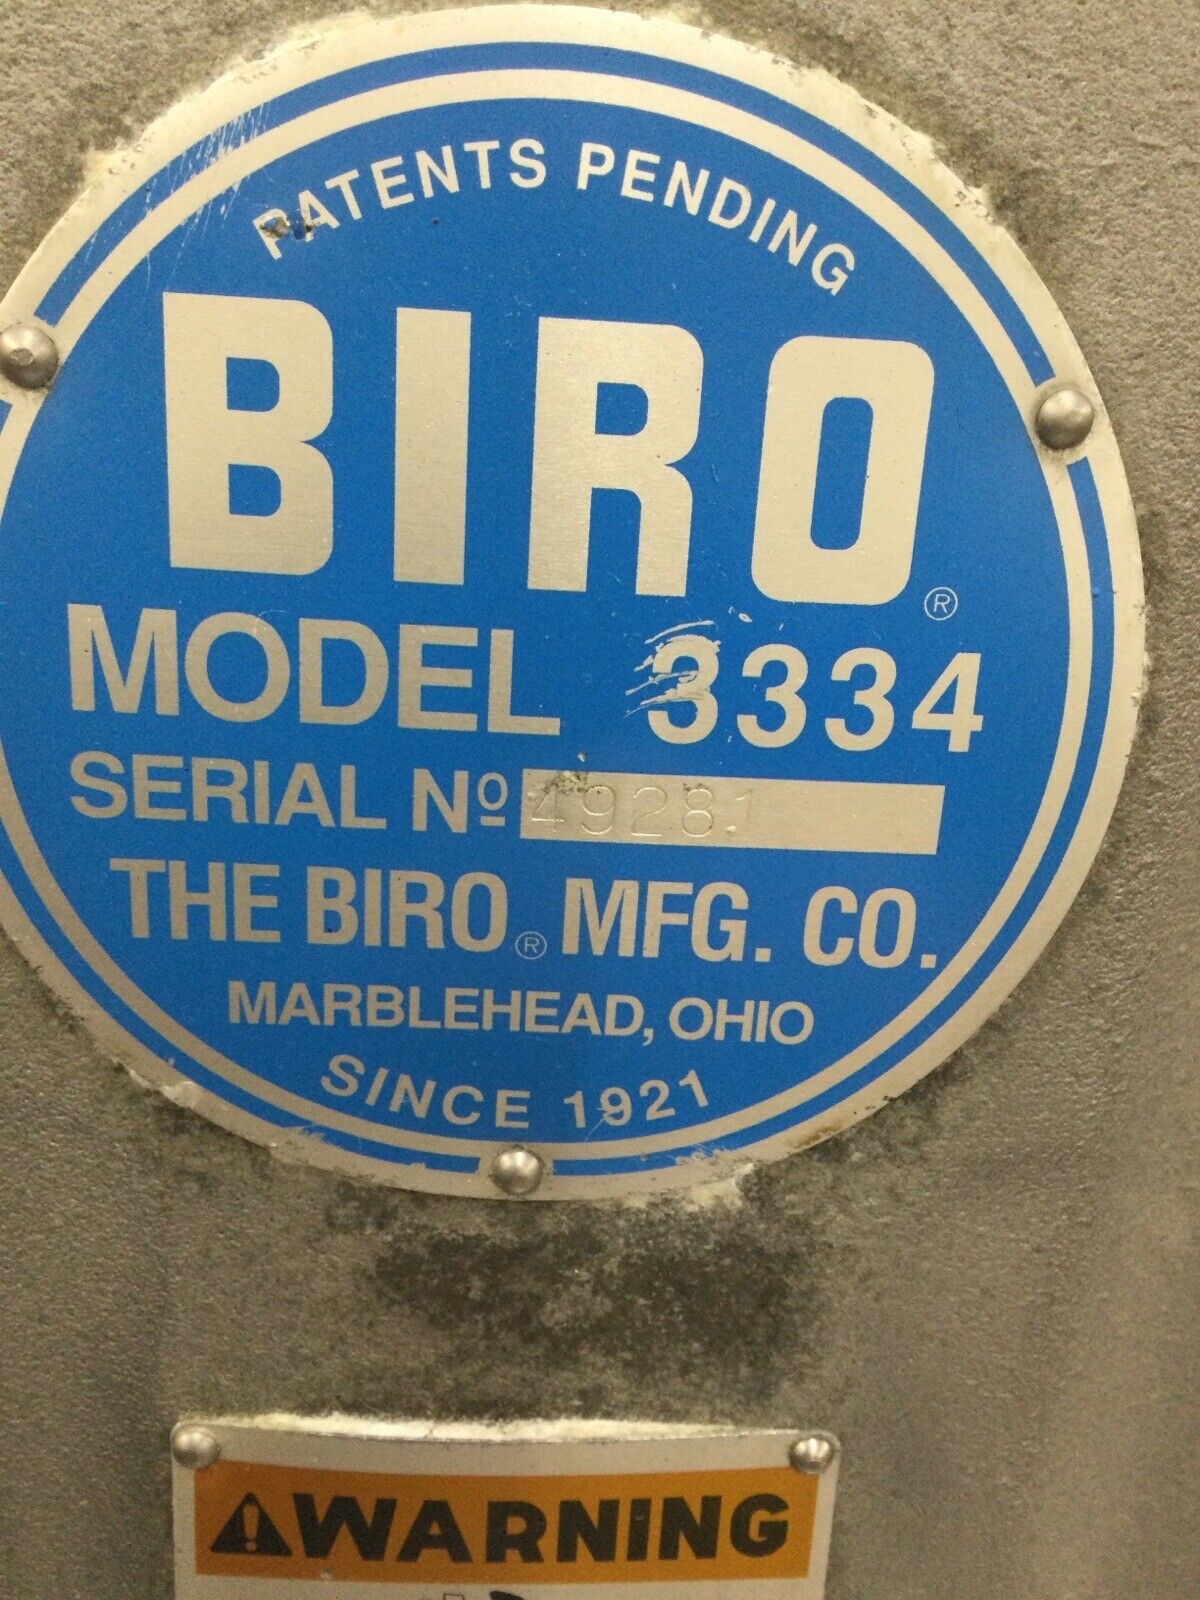 PATENTS PENDING
BIRO®
MODEL 3334
SERIAL Nº 49281
THE BIRO® MFG. CO.
MARBLEHEAD, OHIO
SINCE 1921
WARNING